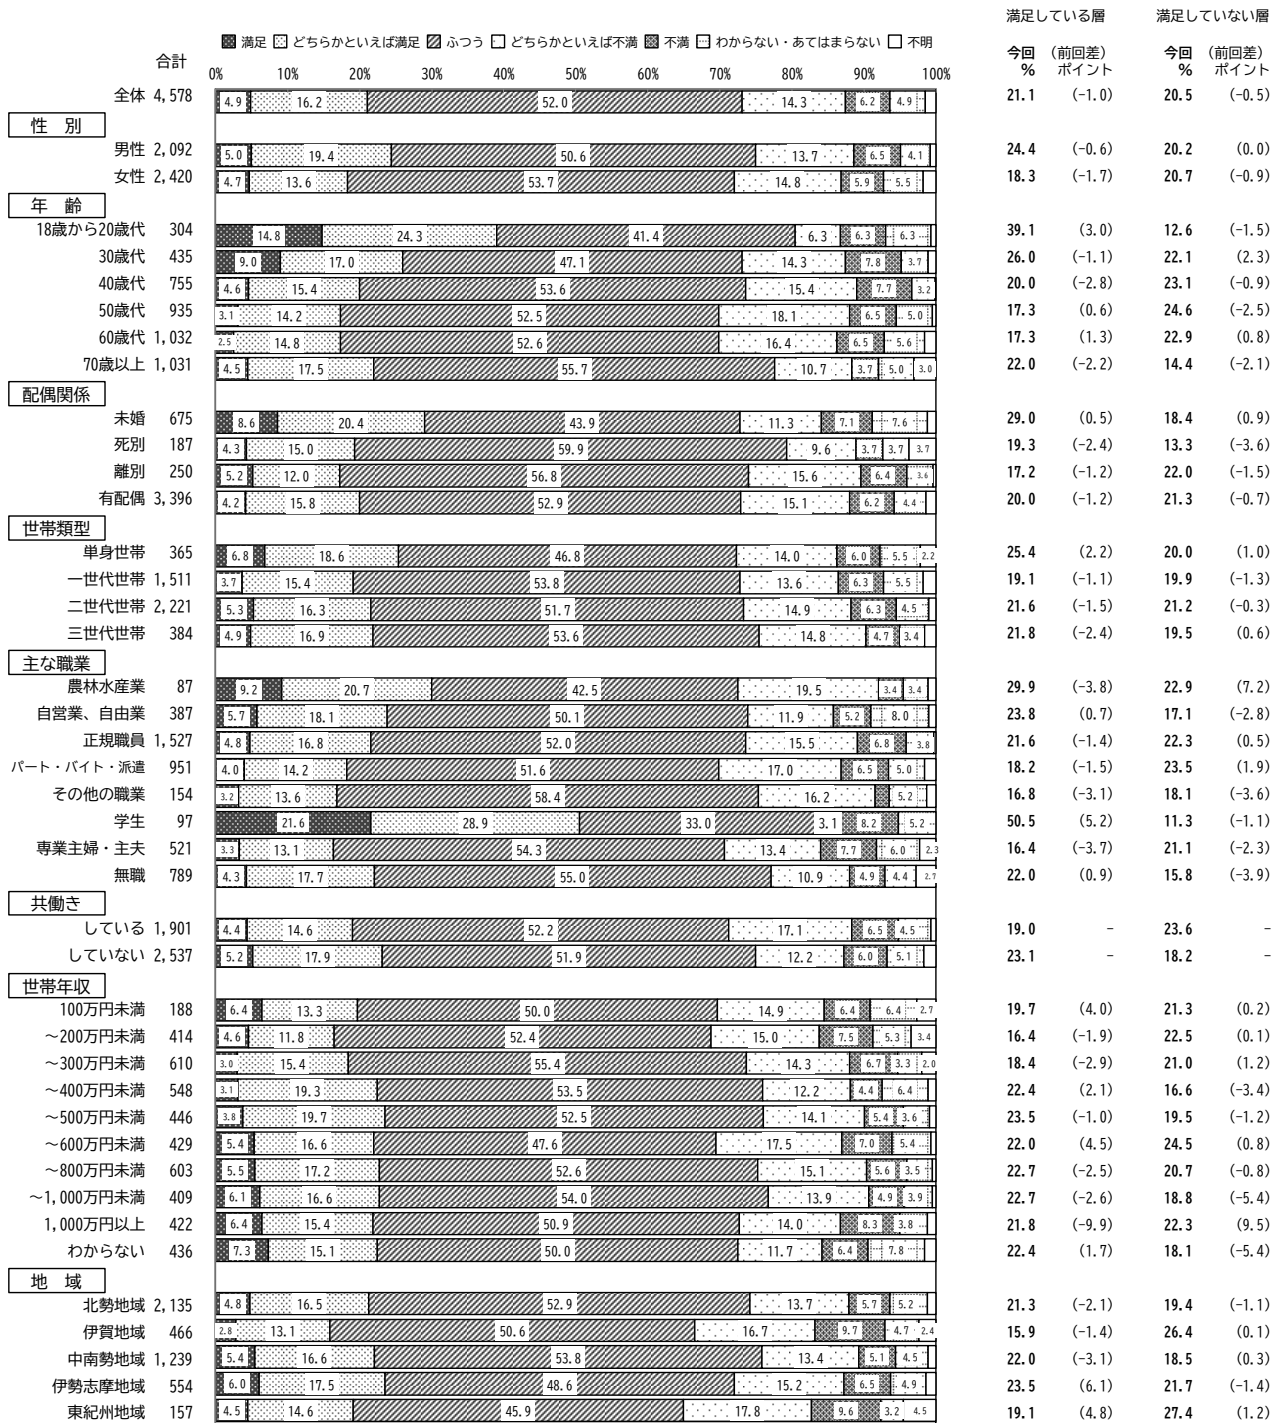 満足している層 満足していない層
満足 どちらかといえば満足 ふつう どちらかといえば不満 不満 わからない・あてはまらない 不明
合計 今回 (前回差) 今回 (前回差)
% ポイント % ポイント
0% 10% 20% 30% 40% 50% 60% 70% 80% 90% 100%
全体 4,578 4.9 16.2 52.0 14.3 6.2 4.9 21.1 (-1.0) 20.5 (-0.5)
性 別
男性 2,092 5.0 19.4 50.6 13.7 6.5 4.1 24.4 (-0.6) 20.2 (0.0)
女性 2,420 4.7 13.6 53.7 14.8 5.9 5.5 18.3 (-1.7) 20.7 (-0.9)
年 齢
18歳から20歳代 304 14.8 24.3 41.4 6.3 6.3 6.3 39.1 (3.0) 12.6 (-1.5)
30歳代 435 9.0 17.0 47.1 14.3 7.8 3.7 26.0 (-1.1) 22.1 (2.3)
40歳代 755 4.6 15.4 53.6 15.4 7.7 3.2 20.0 (-2.8) 23.1 (-0.9)
50歳代 935 3.1 14.2 52.5 18.1 6.5 5.0 17.3 (0.6) 24.6 (-2.5)
60歳代 1,032 2.5 14.8 52.6 16.4 6.5 5.6 17.3 (1.3) 22.9 (0.8)
70歳以上 1,031 4.5 17.5 55.7 10.7 3.7 5.0 3.0 22.0 (-2.2) 14.4 (-2.1)
配偶関係
未婚 675 8.6 20.4 43.9 11.3 7.1 7.6 29.0 (0.5) 18.4 (0.9)
死別 187 4.3 15.0 59.9 9.6 3.7 3.7 3.7 19.3 (-2.4) 13.3 (-3.6)
離別 250 5.2 12.0 56.8 15.6 6.4 3.6 17.2 (-1.2) 22.0 (-1.5)
有配偶 3,396 4.2 15.8 52.9 15.1 6.2 4.4 20.0 (-1.2) 21.3 (-0.7)
世帯類型
単身世帯 365 6.8 18.6 46.8 14.0 6.0 5.5 2.2 25.4 (2.2) 20.0 (1.0)
一世代世帯 1,511 3.7 15.4 53.8 13.6 6.3 5.5 19.1 (-1.1) 19.9 (-1.3)
二世代世帯 2,221 5.3 16.3 51.7 14.9 6.3 4.5 21.6 (-1.5) 21.2 (-0.3)
三世代世帯 384 4.9 16.9 53.6 14.8 4.7 3.4 21.8 (-2.4) 19.5 (0.6)
主な職業
農林水産業 87 9.2 20.7 42.5 19.5 3.4 3.4 29.9 (-3.8) 22.9 (7.2)
自営業、自由業 387 5.7 18.1 50.1 11.9 5.2 8.0 23.8 (0.7) 17.1 (-2.8)
正規職員 1,527 4.8 16.8 52.0 15.5 6.8 3.8 21.6 (-1.4) 22.3 (0.5)
パート・バイト・派遣 951 4.0 14.2 51.6 17.0 6.5 5.0 18.2 (-1.5) 23.5 (1.9)
その他の職業 154 3.2 13.6 58.4 16.2 5.2 16.8 (-3.1) 18.1 (-3.6)
学生 97 21.6 28.9 33.0 3.1 8.2 5.2 50.5 (5.2) 11.3 (-1.1)
専業主婦・主夫 521 3.3 13.1 54.3 13.4 7.7 6.0 2.3 16.4 (-3.7) 21.1 (-2.3)
無職 789 4.3 17.7 55.0 10.9 4.9 4.4 2.7 22.0 (0.9) 15.8 (-3.9)
共働き
している 1,901 4.4 14.6 52.2 17.1 6.5 4.5 19.0 - 23.6 -
していない 2,537 5.2 17.9 51.9 12.2 6.0 5.1 23.1 - 18.2 -
世帯年収
100万円未満 188 6.4 13.3 50.0 14.9 6.4 6.4 2.7 19.7 (4.0) 21.3 (0.2)
～200万円未満 414 4.6 11.8 52.4 15.0 7.5 5.3 3.4 16.4 (-1.9) 22.5 (0.1)
～300万円未満 610 3.0 15.4 55.4 14.3 6.7 3.3 2.0 18.4 (-2.9) 21.0 (1.2)
～400万円未満 548 3.1 19.3 53.5 12.2 4.4 6.4 22.4 (2.1) 16.6 (-3.4)
～500万円未満 446 3.8 19.7 52.5 14.1 5.4 3.6 23.5 (-1.0) 19.5 (-1.2)
～600万円未満 429 5.4 16.6 47.6 17.5 7.0 5.4 22.0 (4.5) 24.5 (0.8)
～800万円未満 603 5.5 17.2 52.6 15.1 5.6 3.5 22.7 (-2.5) 20.7 (-0.8)
～1,000万円未満 409 6.1 16.6 54.0 13.9 4.9 3.9 22.7 (-2.6) 18.8 (-5.4)
1,000万円以上 422 6.4 15.4 50.9 14.0 8.3 3.8 21.8 (-9.9) 22.3 (9.5)
わからない 436 7.3 15.1 50.0 11.7 6.4 7.8 22.4 (1.7) 18.1 (-5.4)
地 域
北勢地域 2,135 4.8 16.5 52.9 13.7 5.7 5.2 21.3 (-2.1) 19.4 (-1.1)
伊賀地域 466 2.8 13.1 50.6 16.7 9.7 4.7 2.4 15.9 (-1.4) 26.4 (0.1)
中南勢地域 1,239 5.4 16.6 53.8 13.4 5.1 4.5 22.0 (-3.1) 18.5 (0.3)
伊勢志摩地域 554 6.0 17.5 48.6 15.2 6.5 4.9 23.5 (6.1) 21.7 (-1.4)
東紀州地域 157 4.5 14.6 45.9 17.8 9.6 3.2 4.5 19.1 (4.8) 27.4 (1.2)